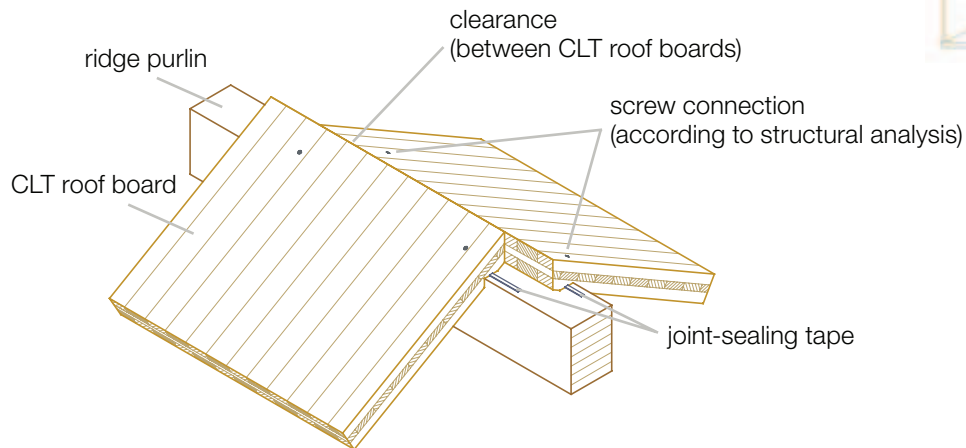 clearance
(between CLT roof boards)
ridge purlin
screw connection
(according to structural analysis)
CLT roof board
joint-sealing tape